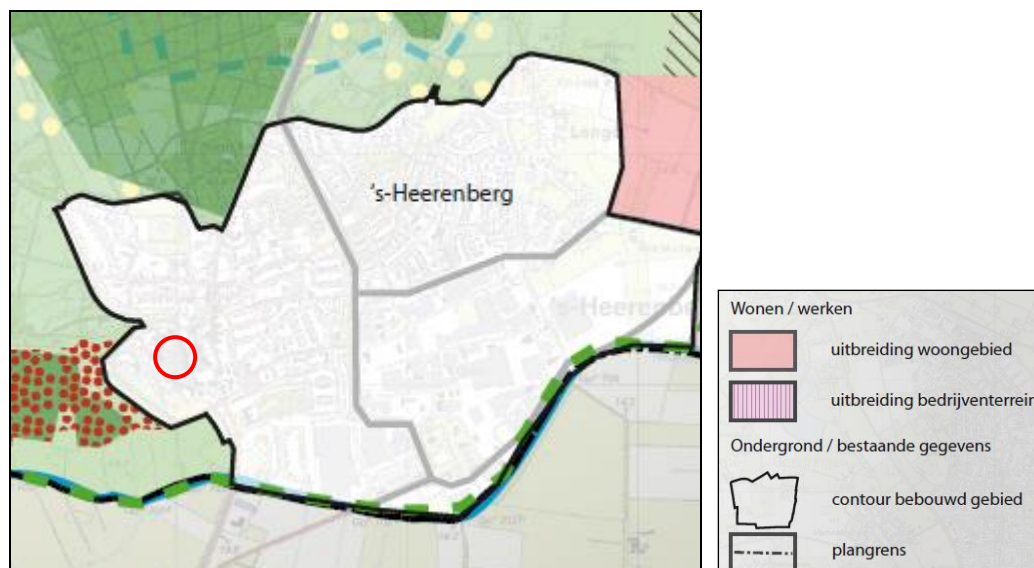 's-Heerenberg
Wonen / werken
uitbreiding woongebied
uitbreiding bedrijventerrein
Ondergrond / bestaande gegevens
contour bebouwd gebied
plangrens